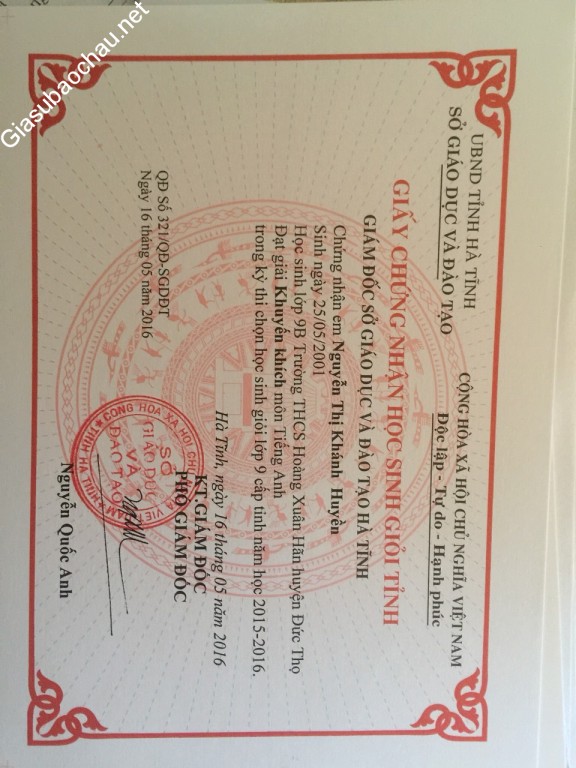 Giasubaochau.net
UBND TỈNH HÀ TĨNH
SỞ GIÁO DỤC VÀ ĐÀO TẠO
CỘNG HÒA XÃ HỘI CHỦ NGHĨA VIỆT NAM
Độc lập - Tự do - Hạnh phúc
GIẤY CHỨNG NHẬN HỌC SINH GIỎI TỈNH
GIÁM ĐỐC SỞ GIÁO DỤC VÀ ĐÀO TẠO HÀ TĨNH
Chứng nhận em Nguyễn Thị Khánh Huyền
Sinh ngày 25/05/2001
Học sinh lớp 9B Trường THCS Hoàng Xuân Hãn huyện Đức Thọ
Đạt giải Khuyến khích môn Tiếng Anh
trong kỳ thi chọn học sinh giỏi lớp 9 cấp tỉnh năm học 2015-2016.
QĐ Số 321/QĐ-SGDĐT
Ngày 16 tháng 05 năm 2016
Hà Tĩnh, ngày 16 tháng 05 năm 2016
KT.GIÁM ĐỐC
PHÓ GIÁM ĐỐC
SỞ
GIÁO DỤC
VÀ
ĐÀO TẠO
Nguyễn Quốc Anh